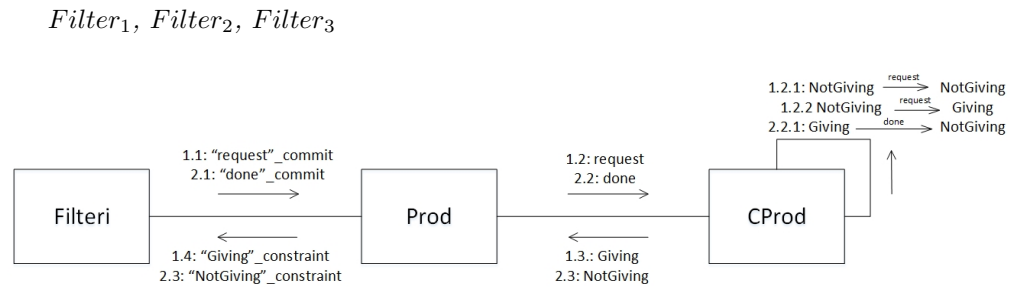 Filter₁, Filter₂, Filter₃
request
1.2.1: NotGiving NotGiving
request
1.2.2 NotGiving Giving
done
2.2.1: Giving NotGiving
1.1: “request”_commit
2.1: “done”_commit
1.2: request
2.2: done
Filteri
Prod
CProd
1.4: “Giving”_constraint
2.3: “NotGiving”_constraint
1.3.: Giving
2.3: NotGiving